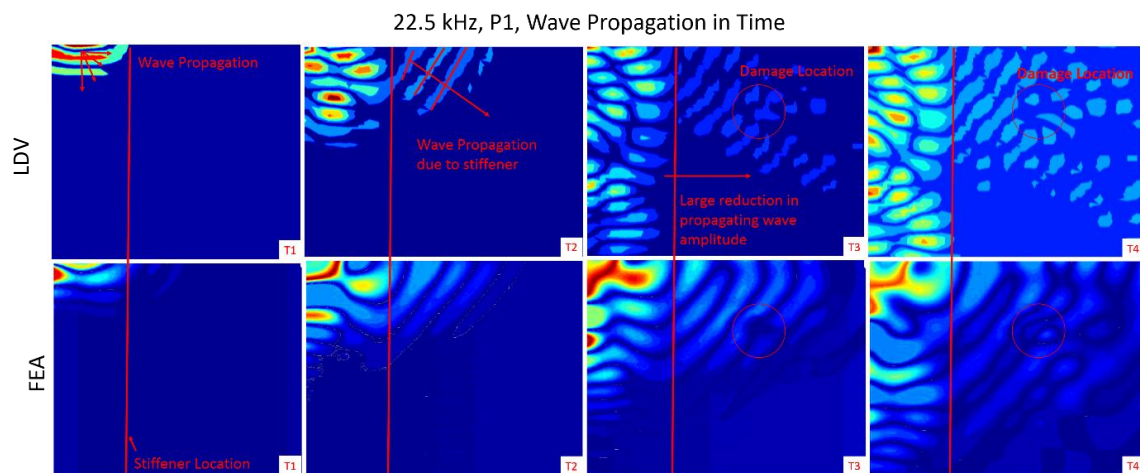 22.5 kHz, P1, Wave Propagation in Time
LDV
Wave Propagation
T1
Wave Propagation
due to stiffener
T2
Damage Location
Large reduction in
propagating wave
amplitude
T3
Damage Location
T4
FEA
Stiffener Location
T1
T2
T3
T4